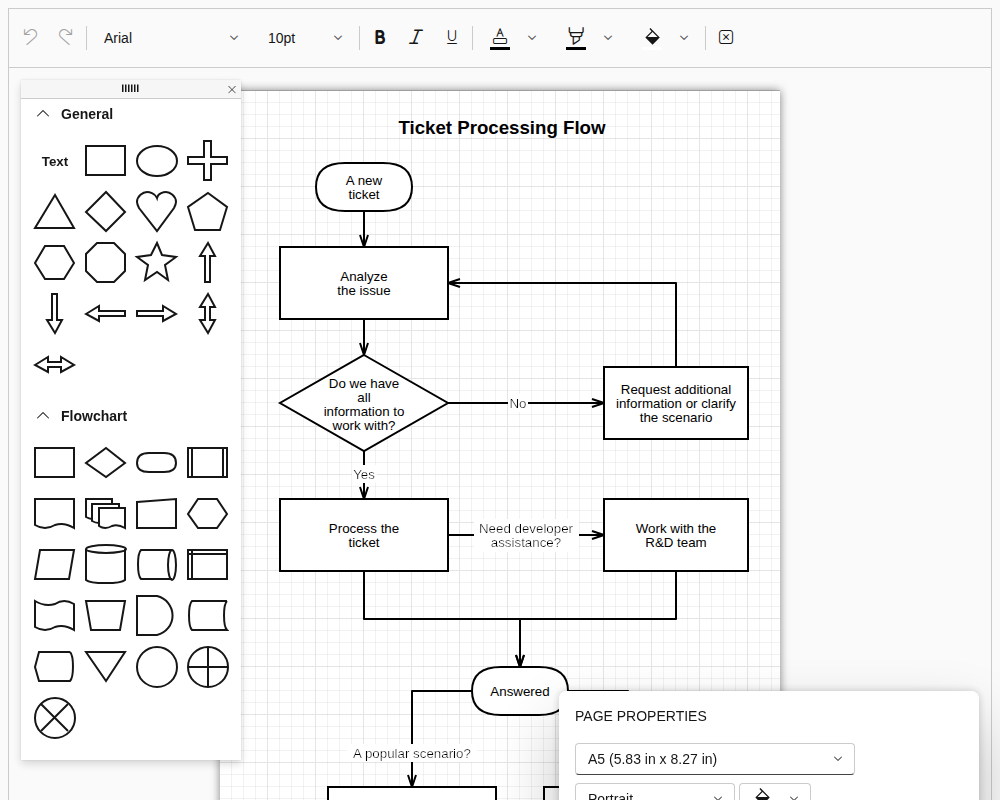 Arial
10pt
B
I
U
A
General
Text
Flowchart
Ticket Processing Flow
A new
ticket
Analyze
the issue
Do we have
all
information to
work with?
No
Request additional
information or clarify
the scenario
Yes
Process the
ticket
Need developer
assistance?
Work with the
R&D team
Answered
A popular scenario?
PAGE PROPERTIES
A5 (5.83 in x 8.27 in)
Portrait